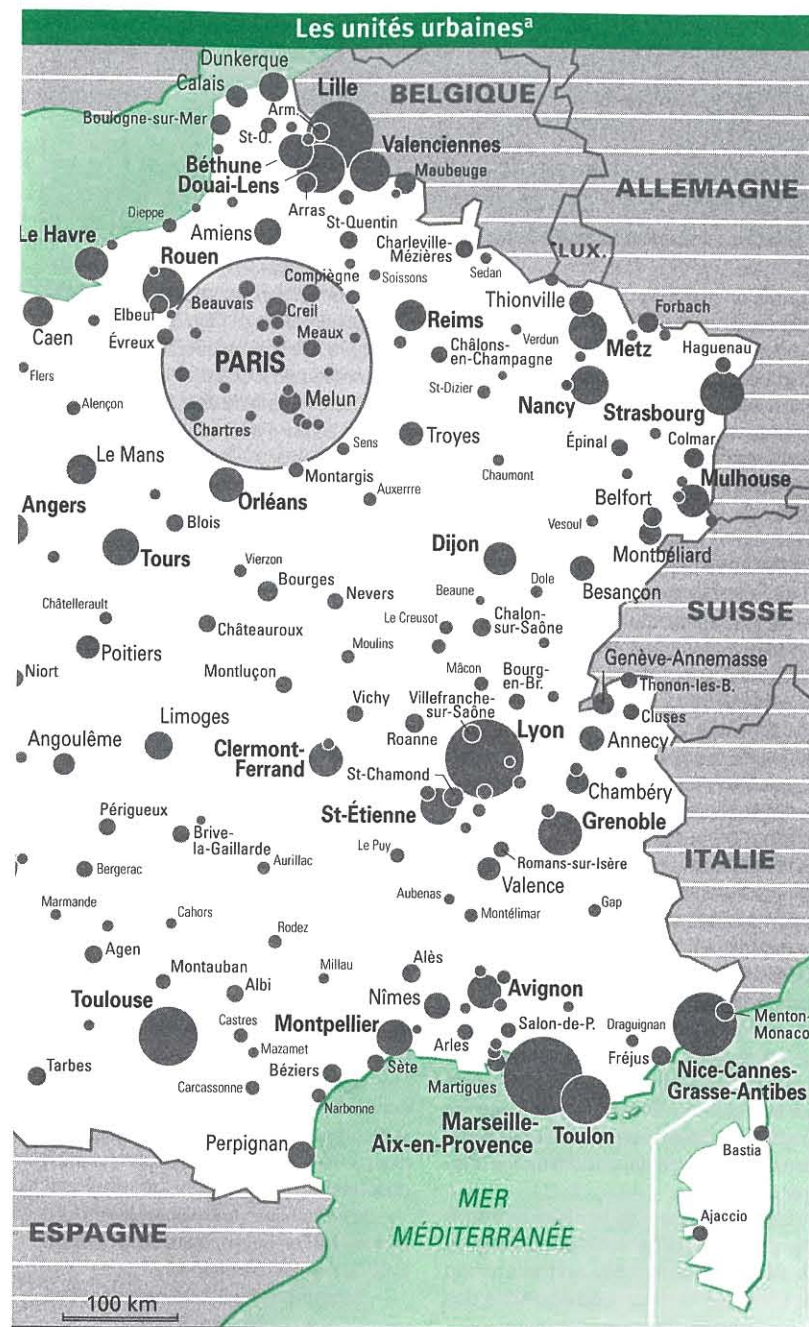 Les unités urbainesa
Dunkerque
Calais
Lille
BELGIQUE
Arm.
Boulogne-sur-Mer
St-O.
Béthune
Valenciennes
Douai-Lens
Maubeuge
ALLEMAGNE
Arras
Dieppe
St-Quentin
Amiens
Le Havre
Charleville-
Mézières
LUX.
Rouen
Sedan
Compiègne
Soissons
Thionville
Beauvais
Elbeuf
Creil
Reims
Forbach
Caen
Évreux
Meaux
Verdun
Metz
Châlons-
en-Champagne
Haguenau
PARIS
Flers
St-Dizier
Melun
Nancy
Strasbourg
Alençon
Chartres
Troyes
Épinal
Colmar
Sens
Le Mans
Montargis
Chaumont
Mulhouse
Orléans
Auxerrre
Angers
Belfort
Blois
Vesoul
Dijon
Montbéliard
Tours
Vierzon
Besançon
Bourges
Beaune
Dole
Nevers
Châtellerault
Le Creusot
Chalon-
sur-Saône
SUISSE
Châteauroux
Poitiers
Moulins
Genève-Annemasse
Niort
Montluçon
Mâcon
Bourg-
en-Br.
Thonon-les-B.
Vichy
Villefranche-
sur-Saône
Cluses
Limoges
Lyon
Angoulême
Roanne
Annecy
Clermont-
Ferrand
St-Chamond
Chambéry
Périgueux
St-Étienne
Grenoble
Brive-
la-Gaillarde
Le Puy
ITALIE
Romans-sur-Isère
Bergerac
Aurillac
Valence
Aubenas
Marmande
Cahors
Montélimar
Gap
Rodez
Agen
Alès
Montauban
Millau
Albi
Avignon
Toulouse
Nîmes
Castres
Montpellier
Salon-de-P.
Draguignan
Menton-
Monaco
Mazamet
Arles
Fréjus
Tarbes
Béziers
Sète
Nice-Cannes-
Grasse-Antibes
Carcassonne
Martigues
Narbonne
Marseille-
Aix-en-Provence
Toulon
Perpignan
Bastia
MER
MÉDITERRANÉE
Ajaccio
ESPAGNE
100 km